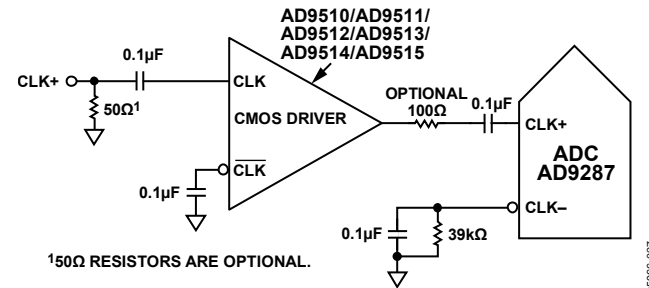 AD9510/AD9511/
AD9512/AD9513/
AD9514/AD9515
0.1µF
CLK+
50Ω¹
CLK
CMOS DRIVER
CLK
0.1µF
OPTIONAL
100Ω
0.1µF
CLK+
ADC
AD9287
CLK–
0.1µF
39kΩ
¹50Ω RESISTORS ARE OPTIONAL.